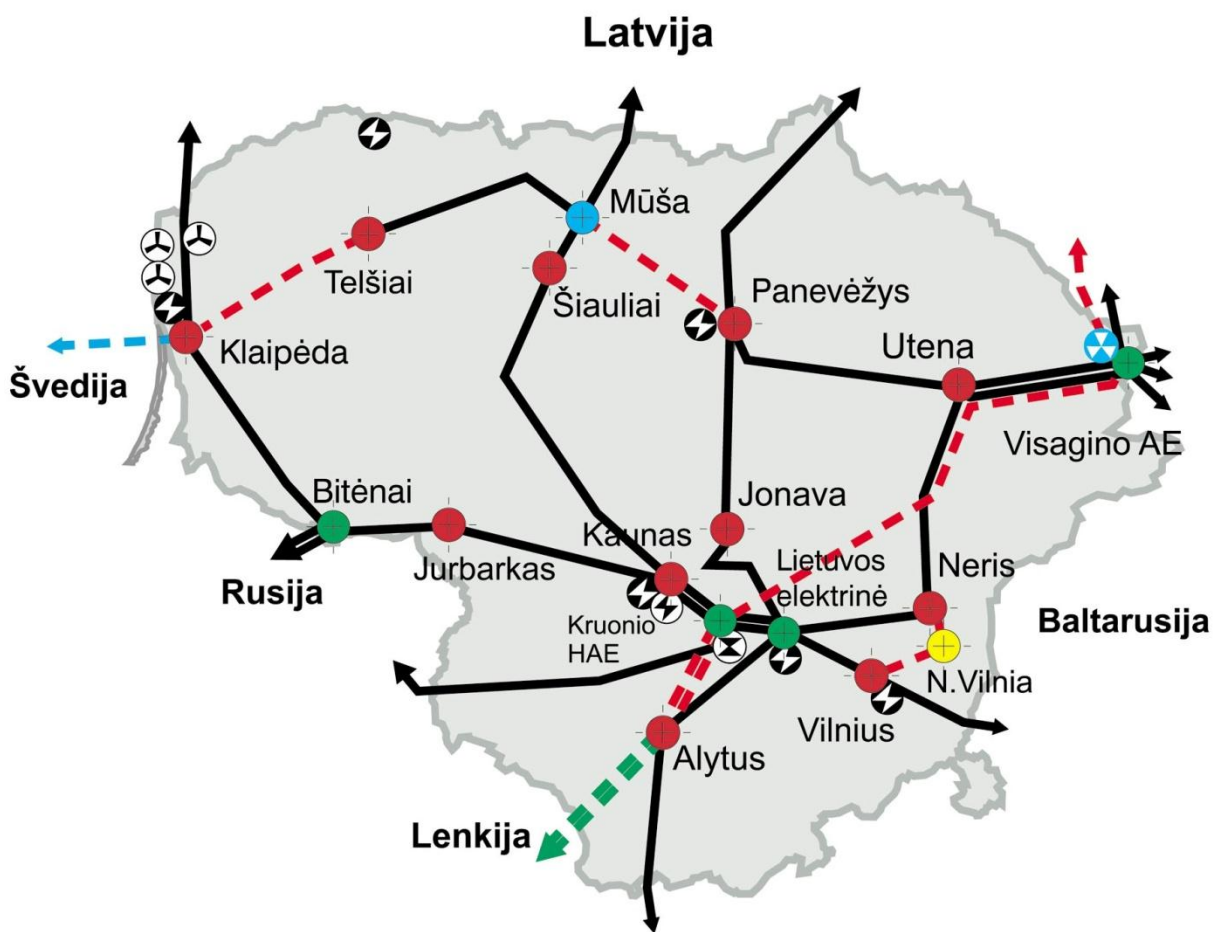 Latvija
Mūša
Telšiai
Šiauliai
Panevėžys
Klaipėda
Utena
Švedija
Visagino AE
Bitėnai
Jonava
Kaunas
Jurbarkas
Lietuvos
elektrinė
Neris
Rusija
Kruonio
HAE
Baltarusija
N.Vilnia
Vilnius
Alytus
Lenkija